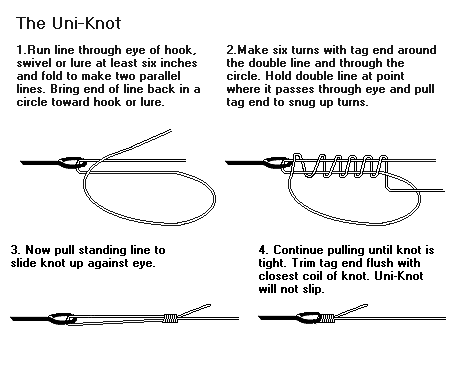 The Uni-Knot
1.Run line through eye of hook,
swivel or lure at least six inches
and fold to make two parallel
lines. Bring end of line back in a
circle toward hook or lure.
2.Make six turns with tag end around
the double line and through the
circle. Hold double line at point
where it passes through eye and pull
tag end to snug up turns.
3. Now pull standing line to
slide knot up against eye.
4. Continue pulling until knot is
tight. Trim tag end flush with
closest coil of knot. Uni-Knot
will not slip.